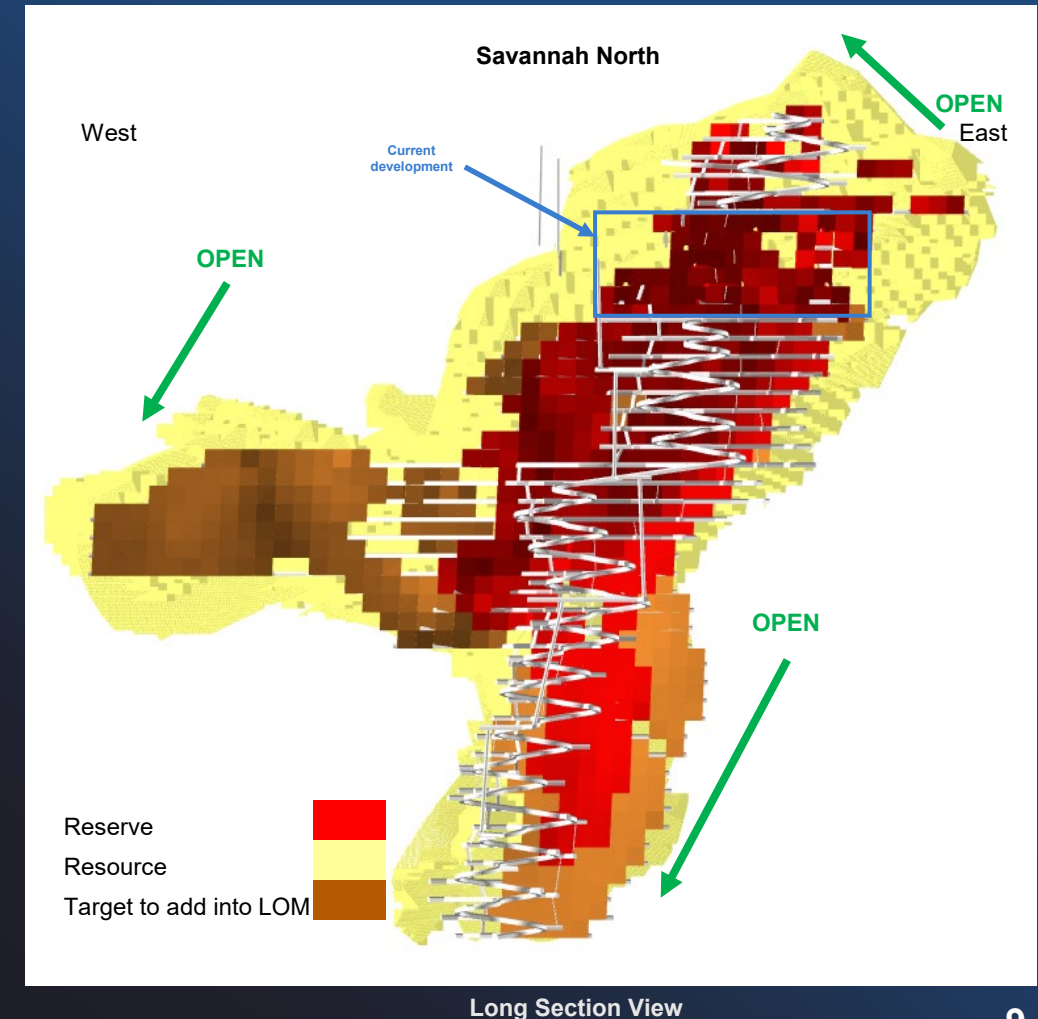 Savannah North
OPEN
West
East
Current
development
OPEN
OPEN
Reserve
Resource
Target to add into LOM
Long Section View